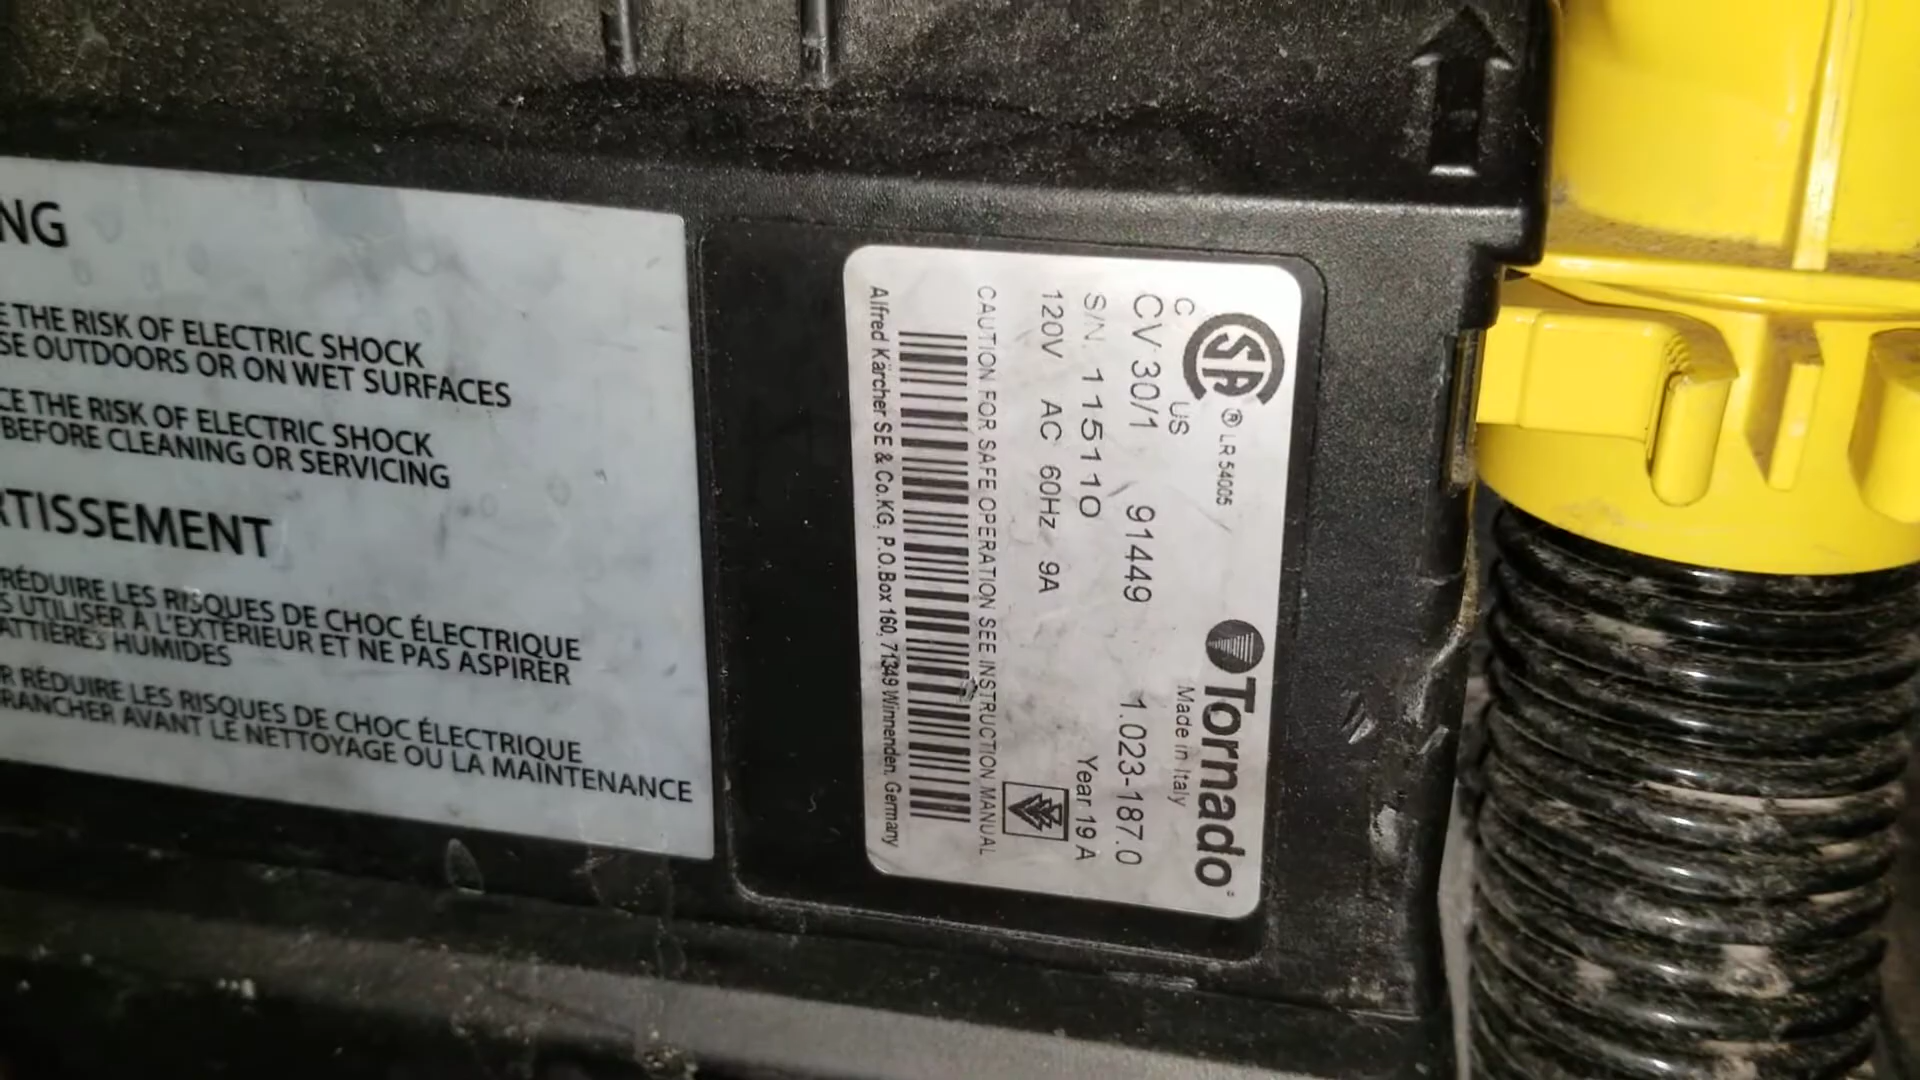 NG
E THE RISK OF ELECTRIC SHOCK
SE OUTDOORS OR ON WET SURFACES
CE THE RISK OF ELECTRIC SHOCK
BEFORE CLEANING OR SERVICING
RTISSEMENT
RÉDUIRE LES RISQUES DE CHOC ÉLECTRIQUE
S UTILISER À L'EXTÉRIEUR ET NE PAS ASPIRER
ATTIÈRES HUMIDES
R RÉDUIRE LES RISQUES DE CHOC ÉLECTRIQUE
RANCHER AVANT LE NETTOYAGE OU LA MAINTENANCE
SA ® LR 54005
C US
Tornado
Made in Italy
CV 30/1 91449 1.023-187.0
S/N. 115110 Year 19 A
120V AC 60Hz 9A
CAUTION FOR SAFE OPERATION SEE INSTRUCTION MANUAL
Alfred Kärcher SE & Co.KG, P.O.Box 160, 71349 Winnenden, Germany